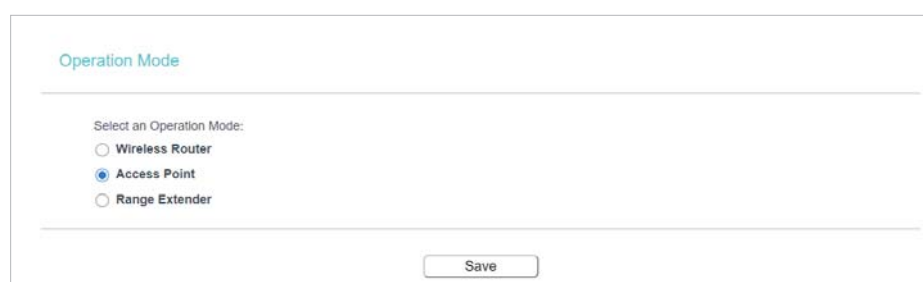 Operation Mode
Select an Operation Mode:
Wireless Router
Access Point
Range Extender
Save